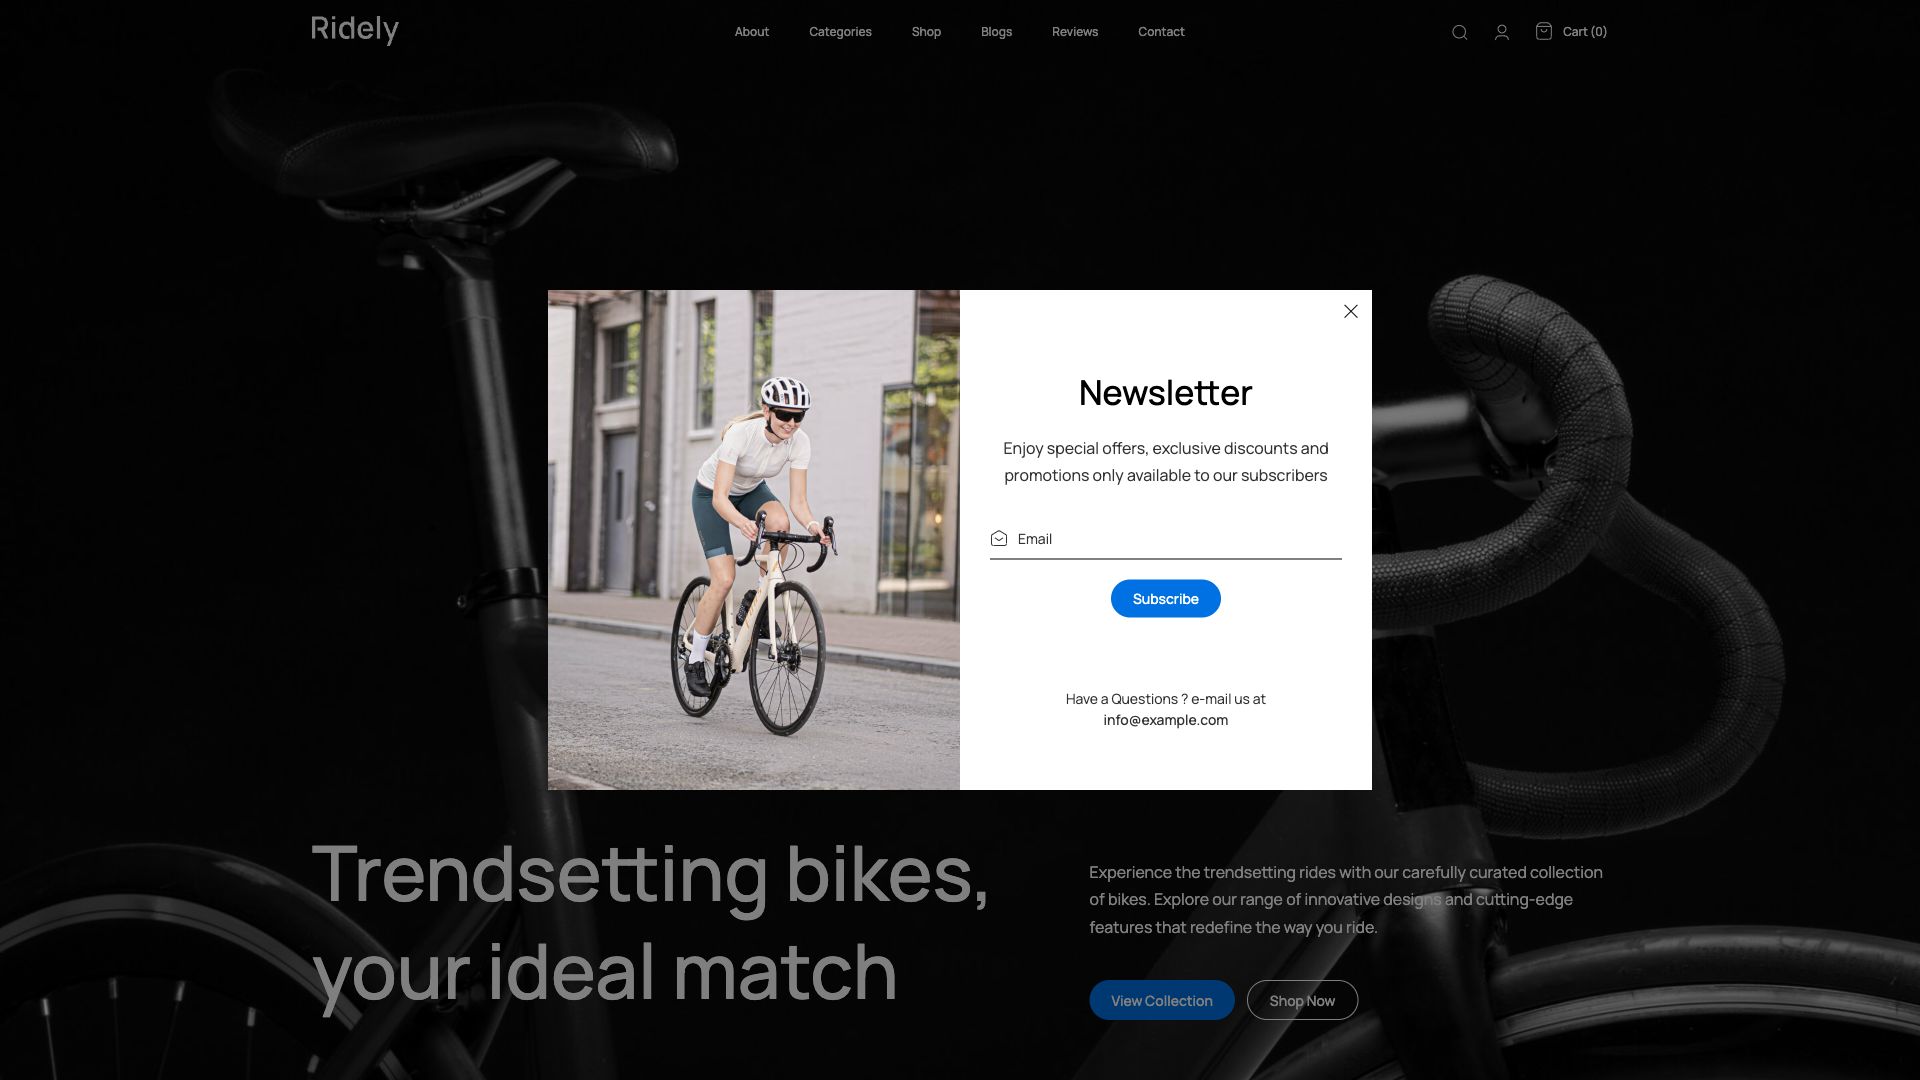 Ridely
About
Categories
Shop
Blogs
Reviews
Contact
Cart (0)
Newsletter
Enjoy special offers, exclusive discounts and
promotions only available to our subscribers
Email
Subscribe
Have a Questions ? e-mail us at
info@example.com
Trendsetting bikes,
your ideal match
Experience the trendsetting rides with our carefully curated collection
of bikes. Explore our range of innovative designs and cutting-edge
features that redefine the way you ride.
View Collection
Shop Now